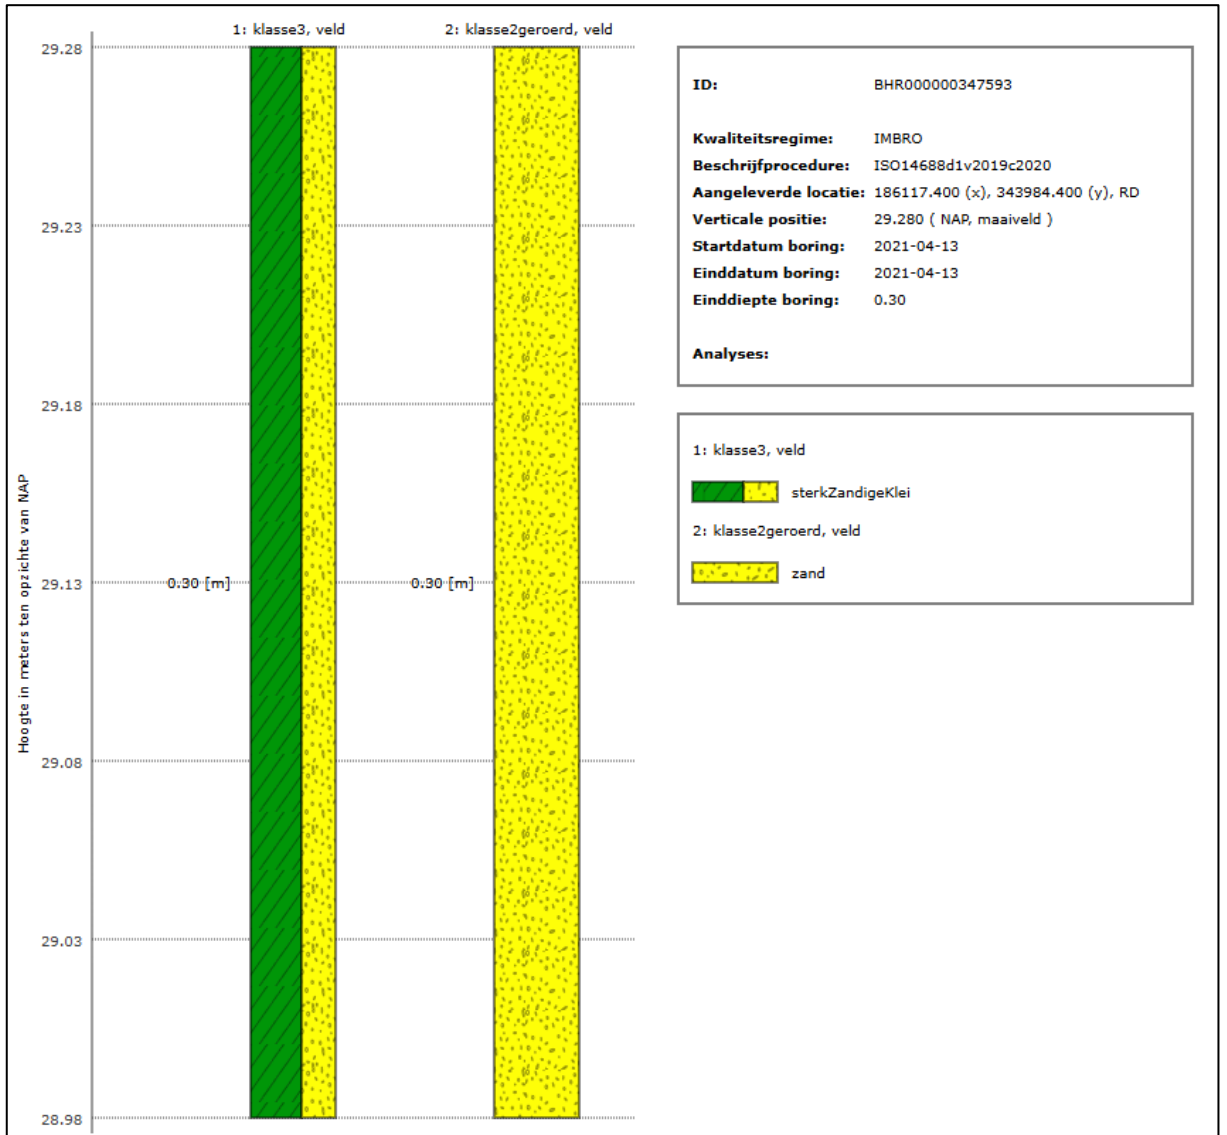 1: klasse3, veld
2: klasse2geroerd, veld
29.28
29.23
29.18
29.13
29.08
29.03
28.98
Hoogte in meters ten opzichte van NAP
0.30 [m]
0.30 [m]
ID: BHR000000347593
Kwaliteitsregime: IMBRO
Beschrijfprocedure: ISO14688d1v2019c2020
Aangeleverde locatie: 186117.400 (x), 343984.400 (y), RD
Verticale positie: 29.280 ( NAP, maaiveld )
Startdatum boring: 2021-04-13
Einddatum boring: 2021-04-13
Einddiepte boring: 0.30
Analyses:
1: klasse3, veld
sterkZandigeKlei
2: klasse2geroerd, veld
zand